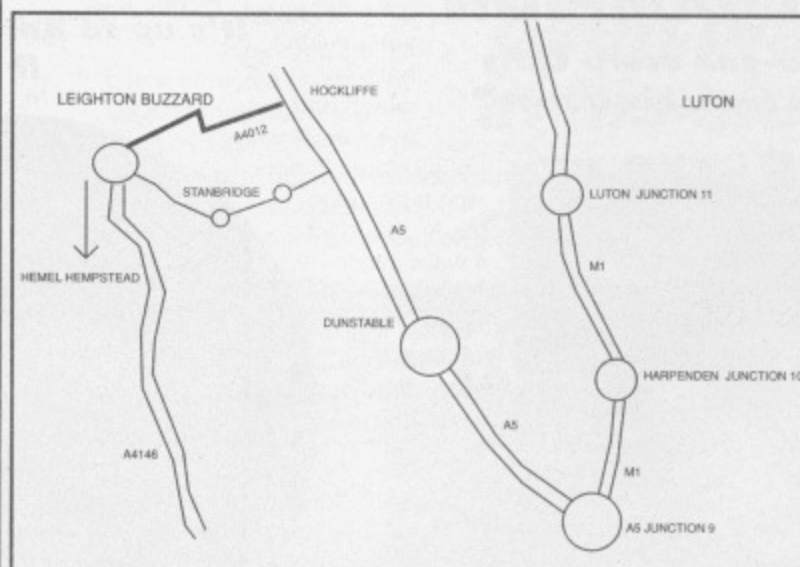 HOCKLIFFE
LEIGHTON BUZZARD
LUTON
A4012
STANBRIDGE
LUTON JUNCTION 11
A5
M1
HEMEL HEMPSTEAD
DUNSTABLE
HARPENDEN JUNCTION 10
A5
A4146
M1
A5 JUNCTION 9